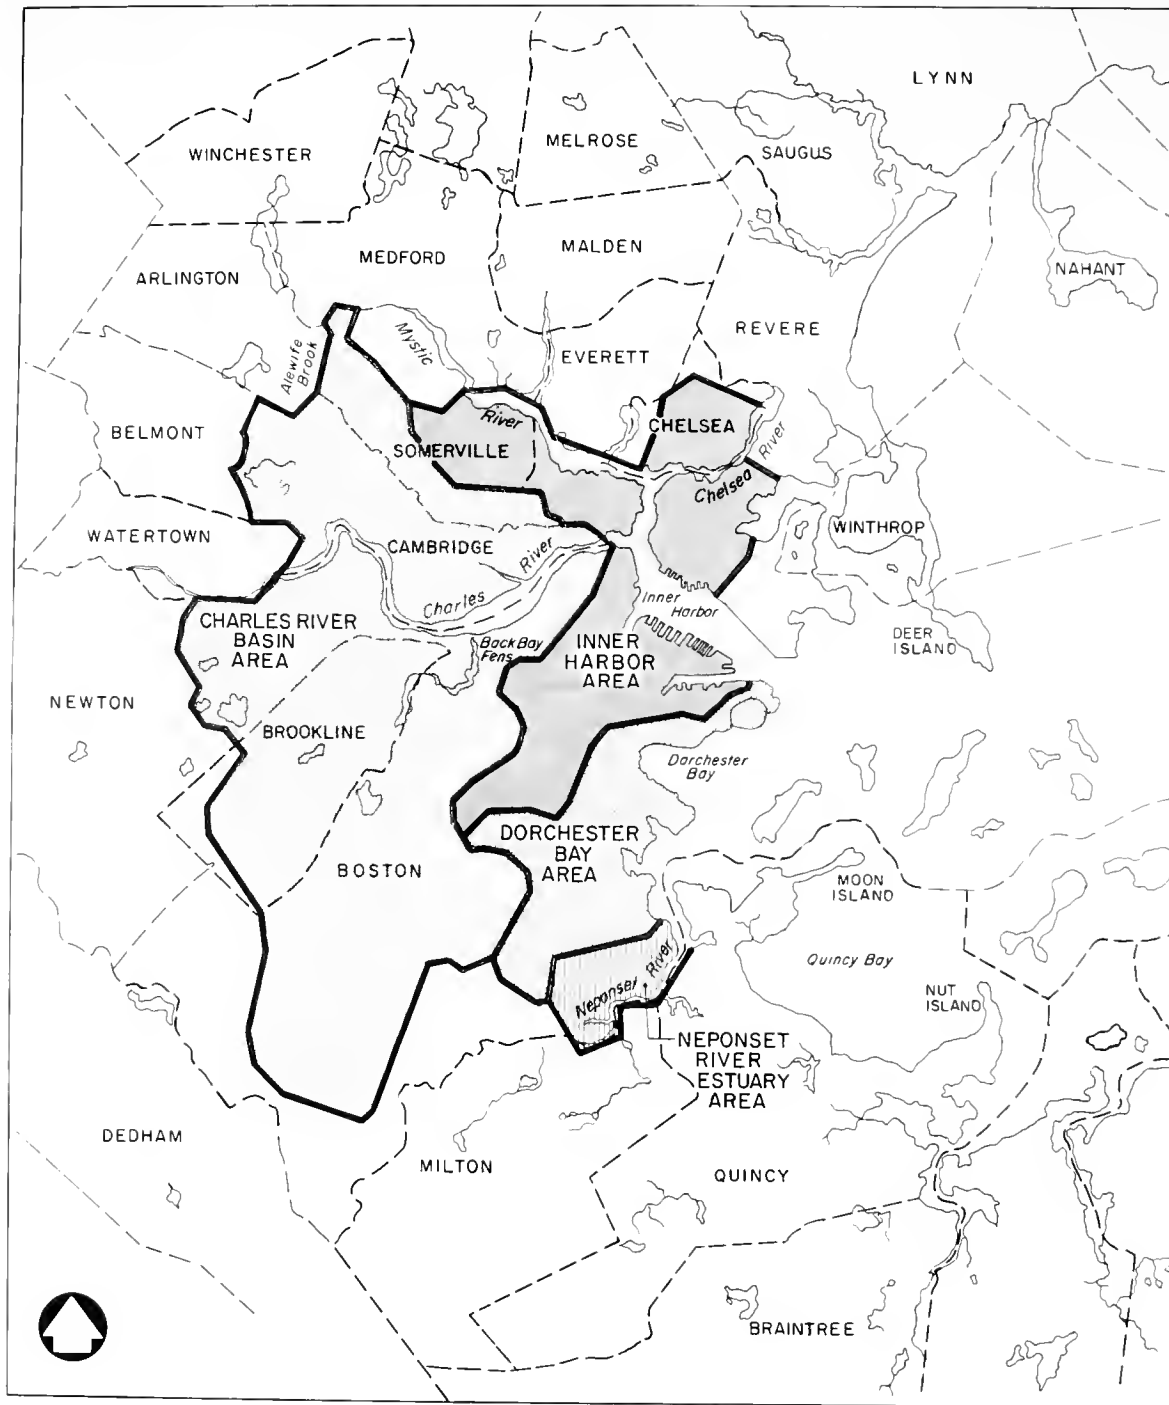 LYNN
WINCHESTER
MELROSE
SAUGUS
MEDFORD
MALDEN
ARLINGTON
NAHANT
Mystic
REVERE
Alewife
Brook
EVERETT
River
CHELSEA
BELMONT
SOMERVILLE
River
Chelsea
WATERTOWN
CAMBRIDGE
River
WINTHROP
Charles
Inner
Harbor
CHARLES RIVER
BASIN
AREA
Back Bay
Fens
INNER
HARBOR
AREA
DEER
ISLAND
NEWTON
BROOKLINE
Dorchester
Bay
DORCHESTER
BAY
AREA
BOSTON
MOON
ISLAND
Neponset
River
Quincy Bay
NUT
ISLAND
NEPONSET
RIVER
ESTUARY
AREA
DEDHAM
MILTON
QUINCY
BRAINTREE